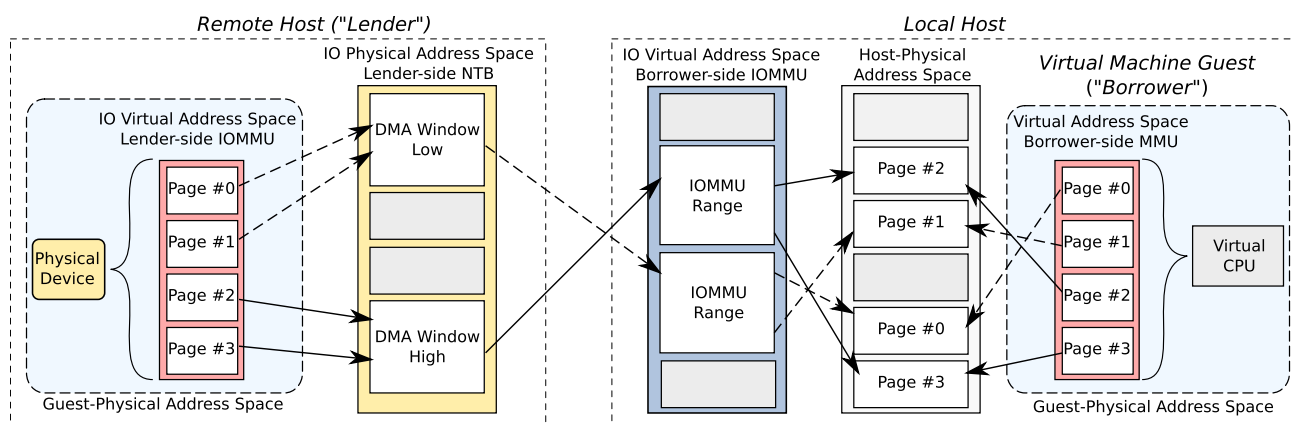 Remote Host ("Lender")
IO Physical Address Space
Lender-side NTB
IO Virtual Address Space
Lender-side IOMMU
Physical
Device
Page #0
Page #1
Page #2
Page #3
Guest-Physical Address Space
DMA Window
Low
DMA Window
High
Local Host
IO Virtual Address Space
Borrower-side IOMMU
IOMMU
Range
IOMMU
Range
Host-Physical
Address Space
Page #2
Page #1
Page #0
Page #3
Virtual Machine Guest
("Borrower")
Virtual Address Space
Borrower-side MMU
Page #0
Page #1
Page #2
Page #3
Virtual
CPU
Guest-Physical Address Space